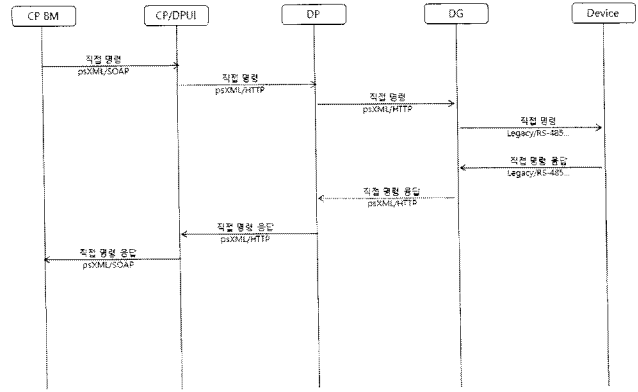 CP BM
CP/DPUI
DP
DG
Device
직접 명령
psXML/SOAP
직접 명령
psXML/HTTP
직접 명령
psXML/HTTP
직접 명령
Legacy/RS-485...
직접 명령 응답
Legacy/RS-485...
직접 명령 응답
psXML/HTTP
직접 명령 응답
psXML/HTTP
직접 명령 응답
psXML/SOAP